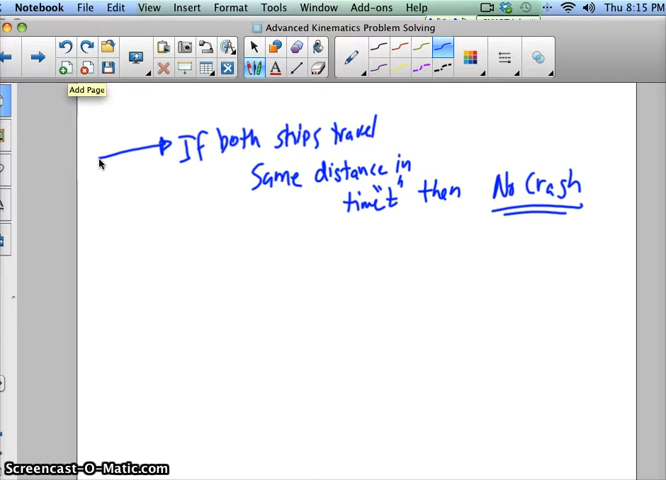 Notebook File Edit View Insert Format Tools Window Add-ons Help Thu 8:15 PM
Advanced Kinematics Problem Solving
Add Page
If both ships travel
Same distance in
time "t" then No Crash
Screencast-O-Matic.com